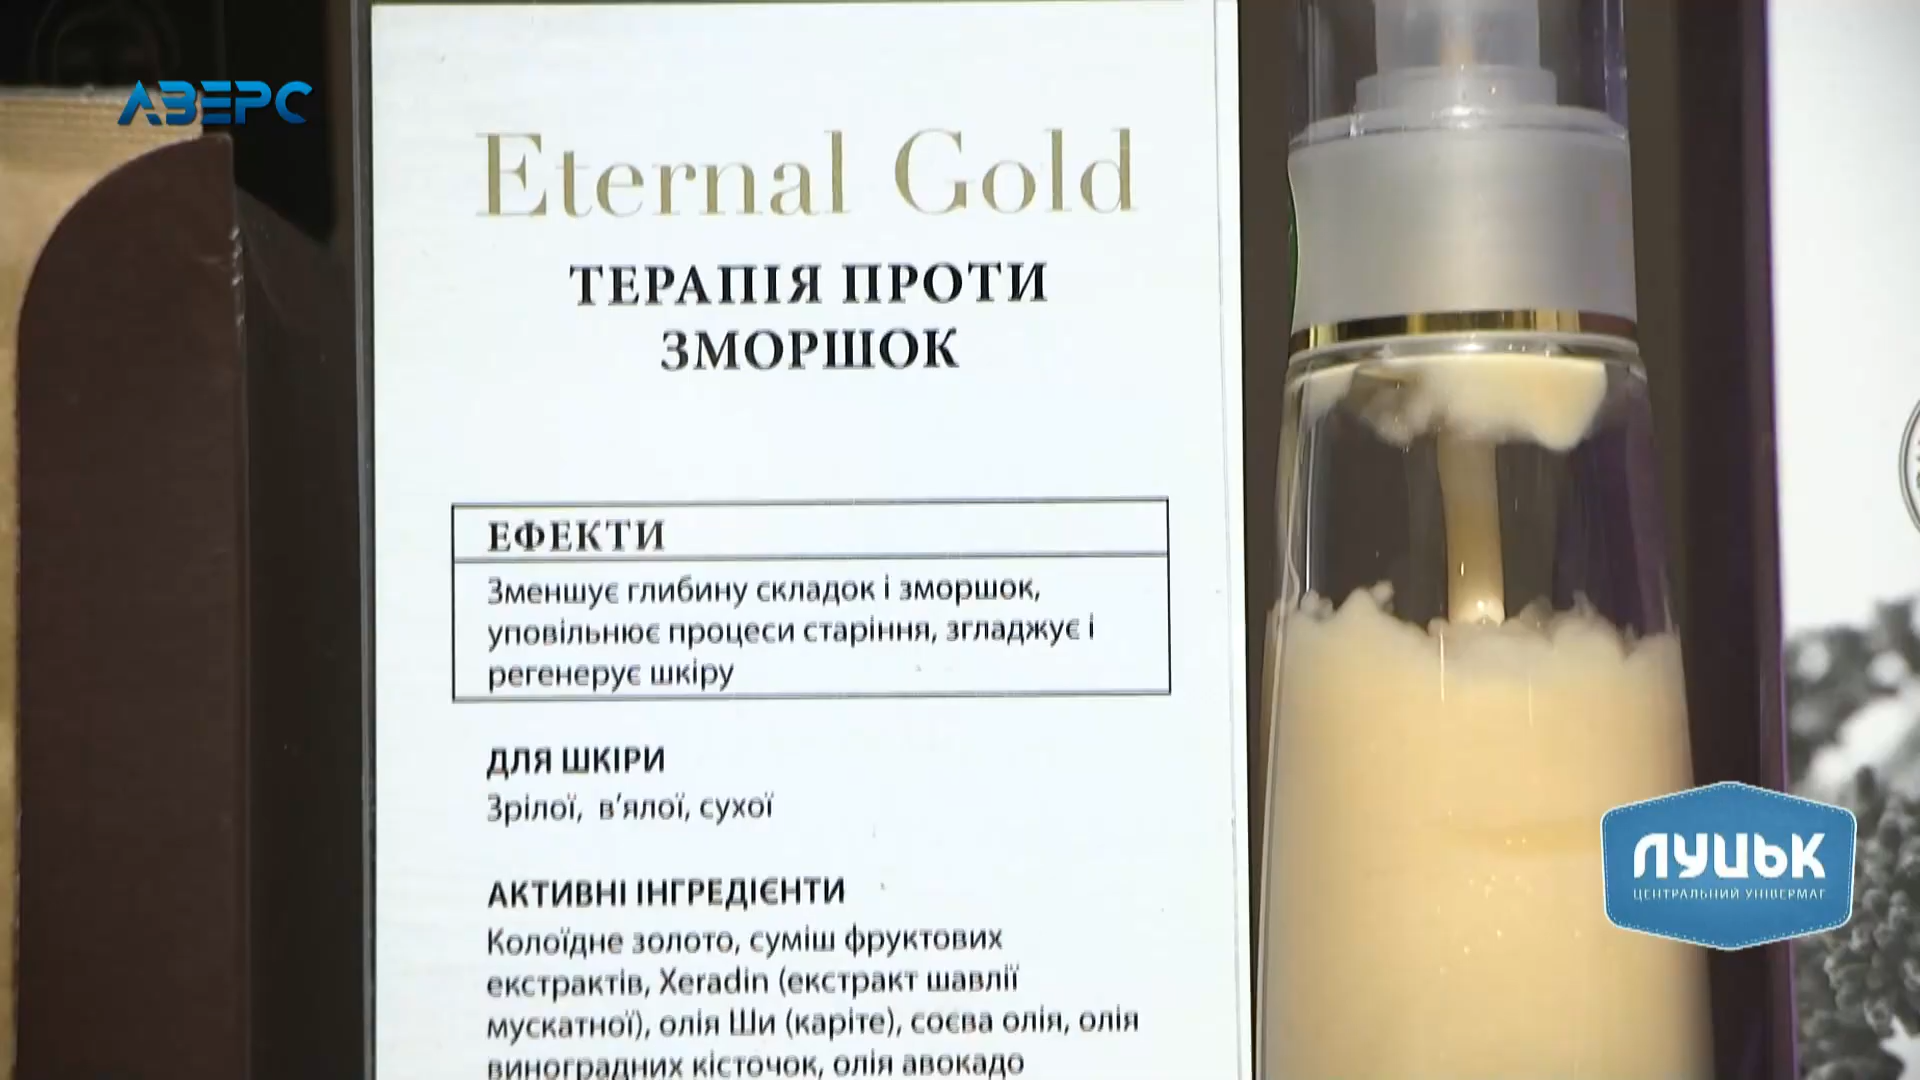 АВЕРС
Eternal Gold
ТЕРАПІЯ ПРОТИ
ЗМОРШОК
ЕФЕКТИ
Зменшує глибину складок і зморшок,
уповільнює процеси старіння, згладжує і
регенерує шкіру
ДЛЯ ШКІРИ
Зрілої, в’ялої, сухої
АКТИВНІ ІНГРЕДІЄНТИ
Колоїдне золото, суміш фруктових
екстрактів, Xeradin (екстракт шавлії
мускатної), олія Ши (каріте), соєва олія, олія
виноградних кісточок, олія авокадо
ЛУЦЬК
ЦЕНТРАЛЬНИЙ УНІВЕРМАГ